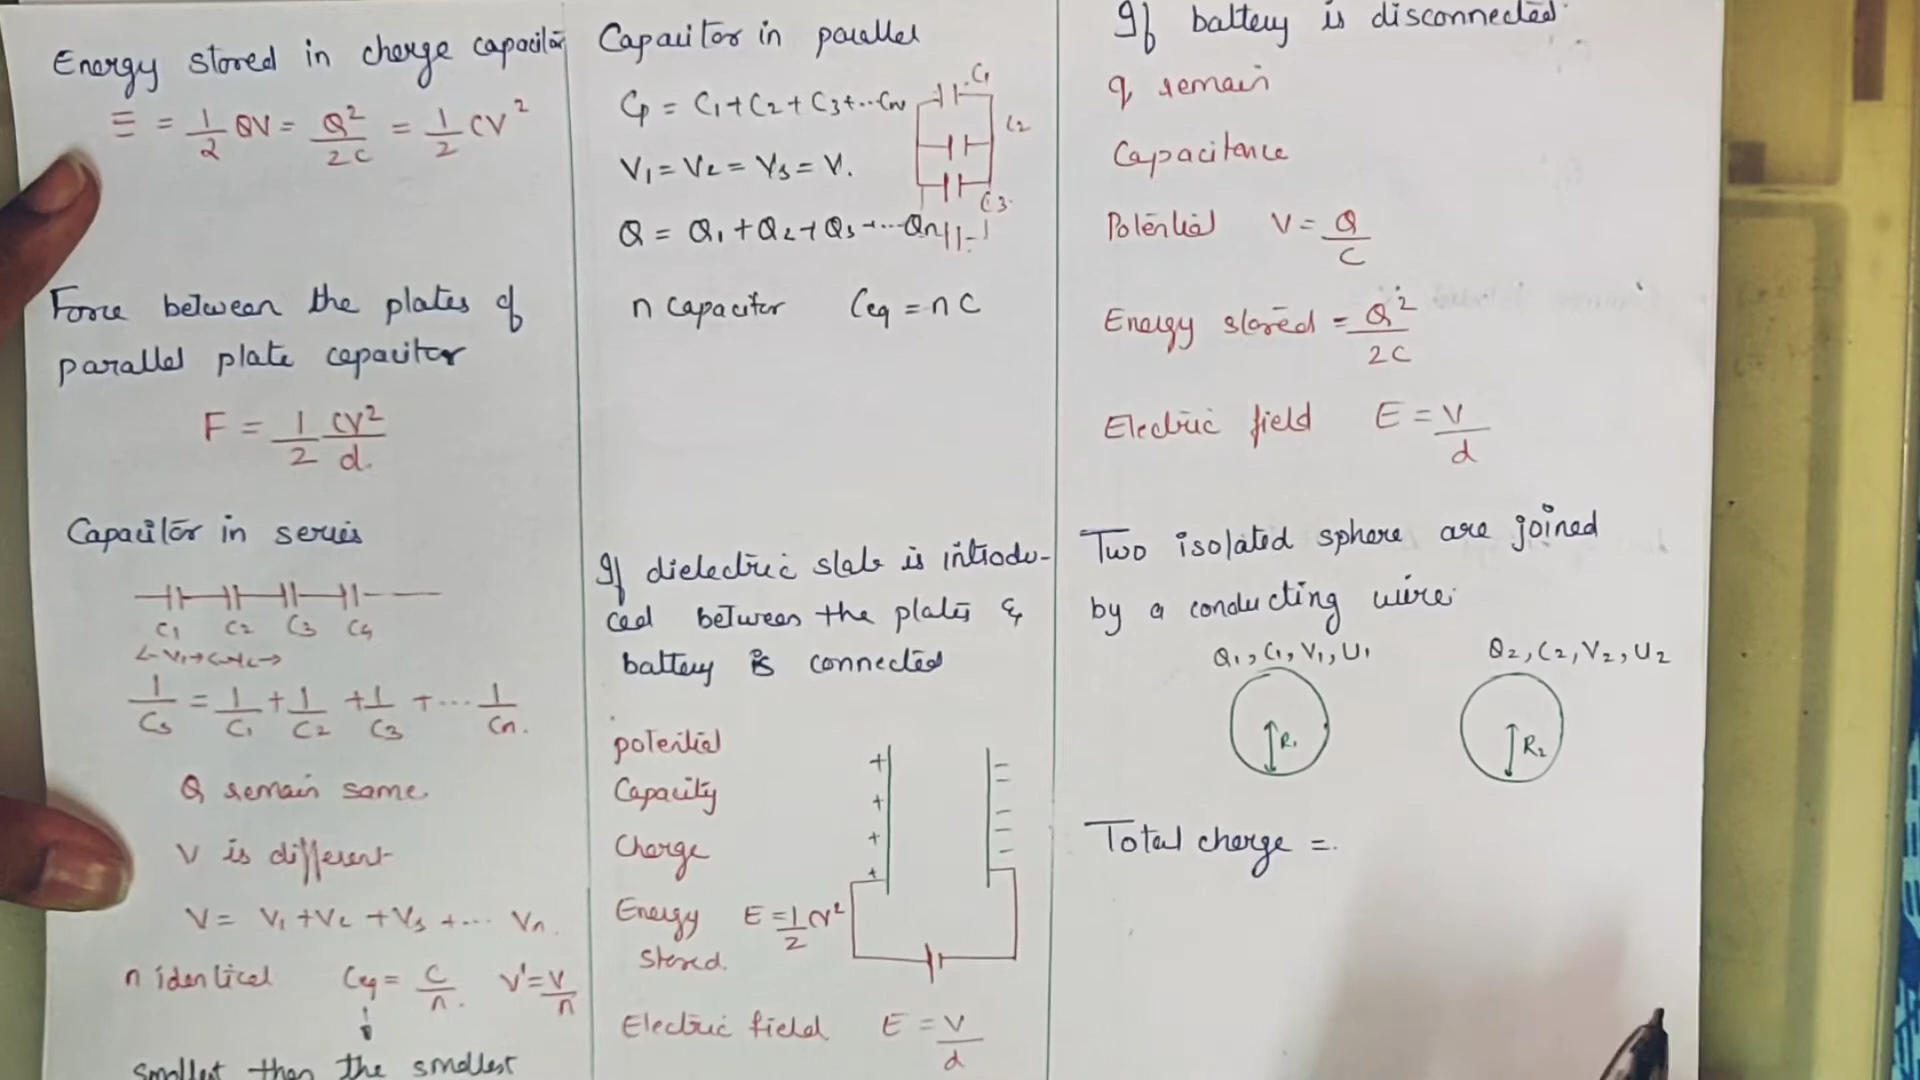 Energy stored in charge capacitor
E = 1/2 QV = Q²/2C = 1/2 CV²
Force between the plates of
parallel plate capacitor
F = 1/2 CV²/d.
Capacitor in series
C1 C2 C3 C4
1/Cs = 1/C1 + 1/C2 + 1/C3 + ... 1/Cn.
Q remain same
V is different
V = V1 + V2 + V3 + ... Vn.
n identical Ceq = C/n. V' = V/n
smallest than the smallest
Capacitor in parallel
Cp = C1 + C2 + C3 + ... Cn
V1 = V2 = V3 = V.
Q = Q1 + Q2 + Q3 + ... Qn
C1
C2
C3
n capacitor Ceq = nC
If dielectric slab is introdu-
ced between the plates &
battery is connected
potential
Capacity
Charge
Energy E = 1/2 CV²
stored.
Electric field E = V/d
+ + + +
If battery is disconnected
q remain
Capacitence
Potential V = Q/C
Energy stored = Q²/2C
Electric field E = V/d
Two isolated sphere are joined
by a conducting wire
Q1, C1, V1, U1 Q2, C2, V2, U2
R1 R2
Total charge =